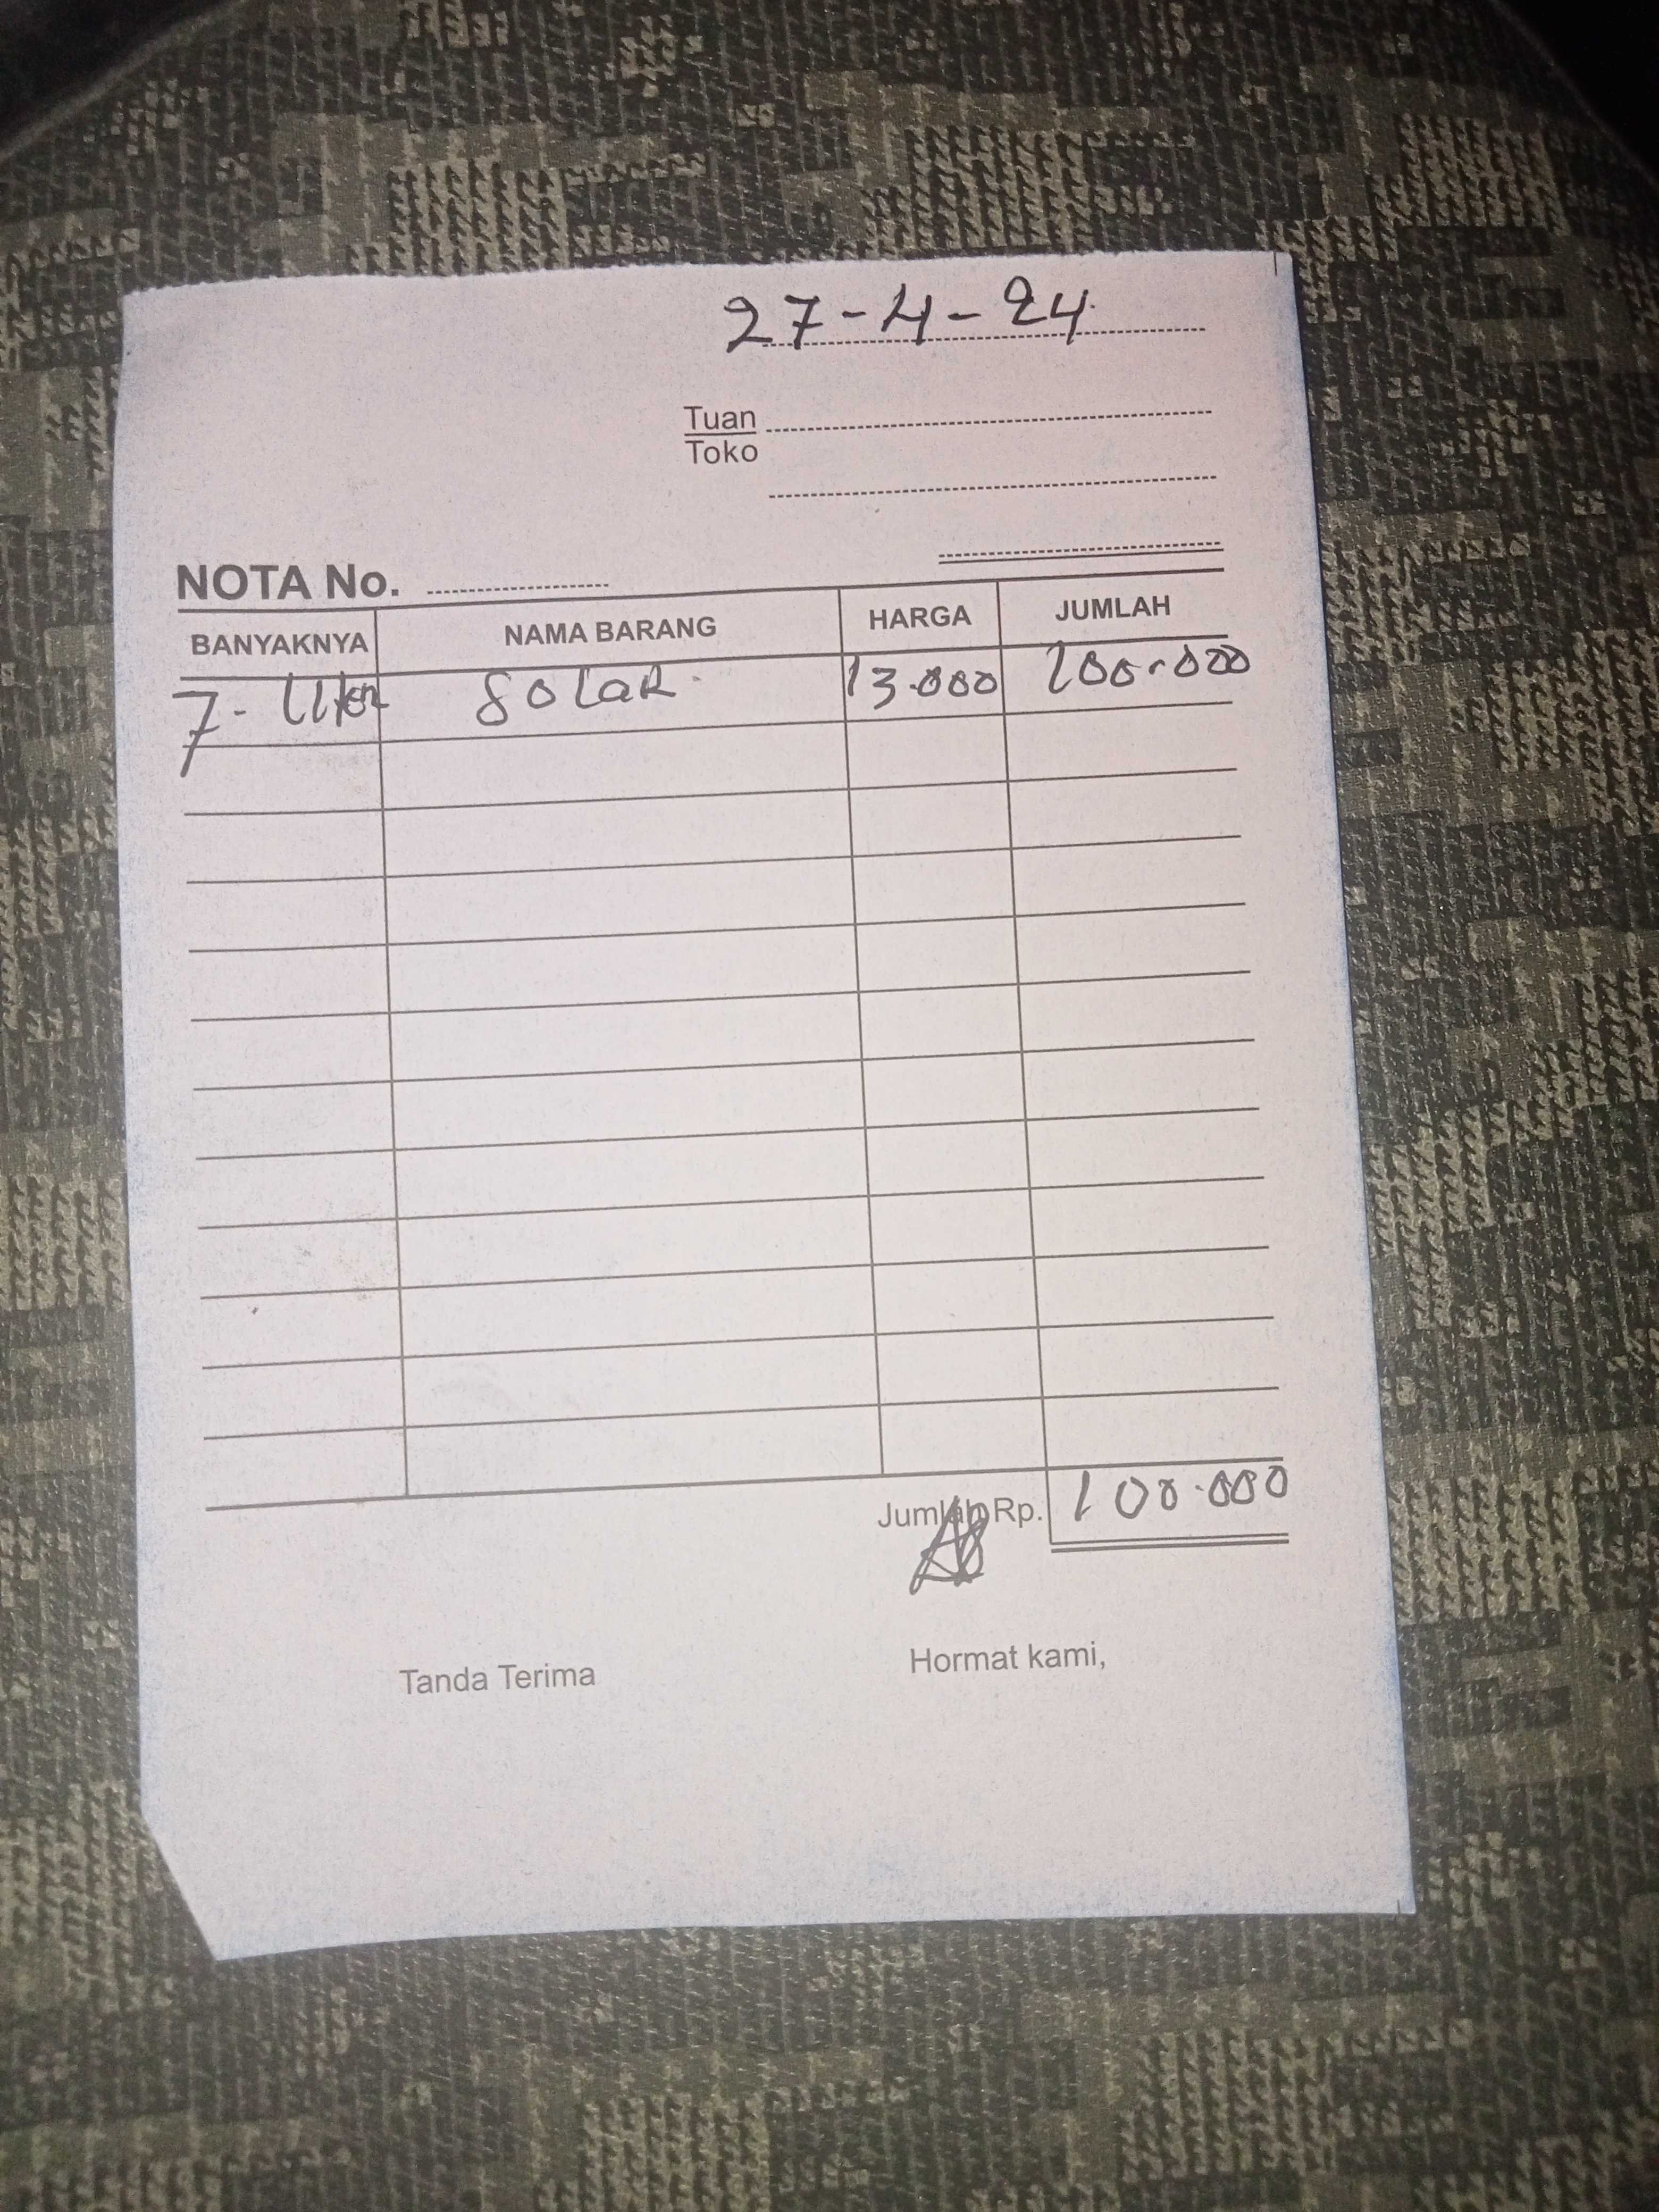 27-4-24
Tuan
Toko
NOTA No.
BANYAKNYA NAMA BARANG HARGA JUMLAH
7- Liter Solar 13.000 100.000
Jumlah Rp. 100.000
Tanda Terima Hormat kami,